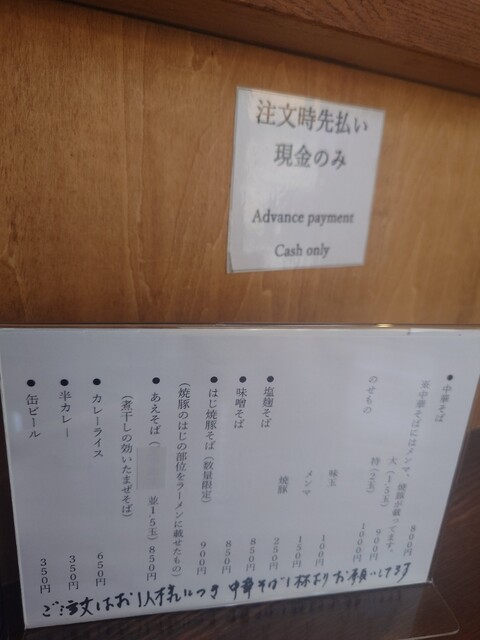 注文時先払い
現金のみ
Advance payment
Cash only
●中華そば 800円
※中華そばにはメンマ、焼豚が載ってます。
大(1,5玉) 900円
特(2玉) 1000円
のせもの
味玉 100円
メンマ 150円
焼豚 250円
●塩麹そば 850円
●味噌そば 850円
●はじ焼豚そば(数量限定) 900円
(焼豚のはじの部位をラーメンに載せたもの)
●あえそば( 並1,5玉) 850円
(煮干しの効いたまぜそば)
●カレーライス 650円
●半カレー 350円
●缶ビール 350円
ご注文はお1人様につき 中華そば1杯よりお願いしてます